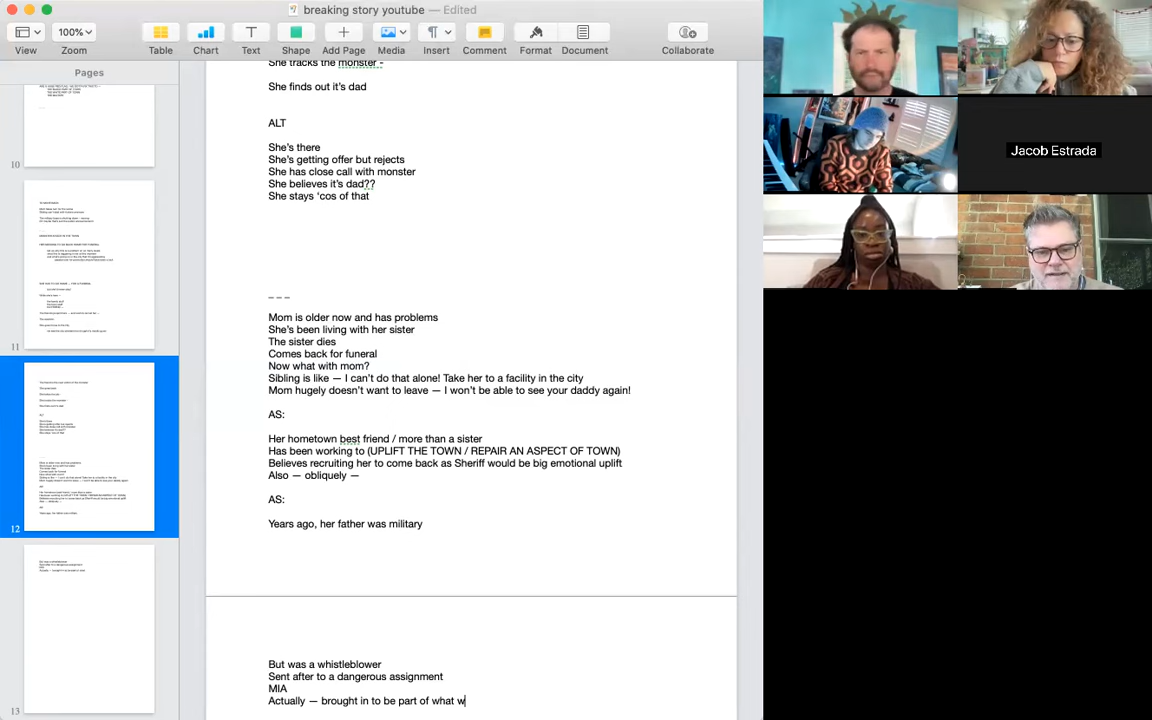 breaking story youtube — Edited
View
100%
Zoom
Table
Chart
Text
Shape
Add Page
Media
Insert
Comment
Format
Document
Collaborate
Pages
10
11
12
13
She tracks the monster -
She finds out it's dad
ALT
She's there
She's getting offer but rejects
She has close call with monster
She believes it's dad??
She stays 'cos of that
— — —
Mom is older now and has problems
She's been living with her sister
The sister dies
Comes back for funeral
Now what with mom?
Sibling is like — I can't do that alone! Take her to a facility in the city
Mom hugely doesn't want to leave — I won't be able to see your daddy again!
AS:
Her hometown best friend / more than a sister
Has been working to (UPLIFT THE TOWN / REPAIR AN ASPECT OF TOWN)
Believes recruiting her to come back as Sheriff would be big emotional uplift
Also — obliquely —
AS:
Years ago, her father was military
But was a whistleblower
Sent after to a dangerous assignment
MIA
Actually — brought in to be part of what w
Jacob Estrada